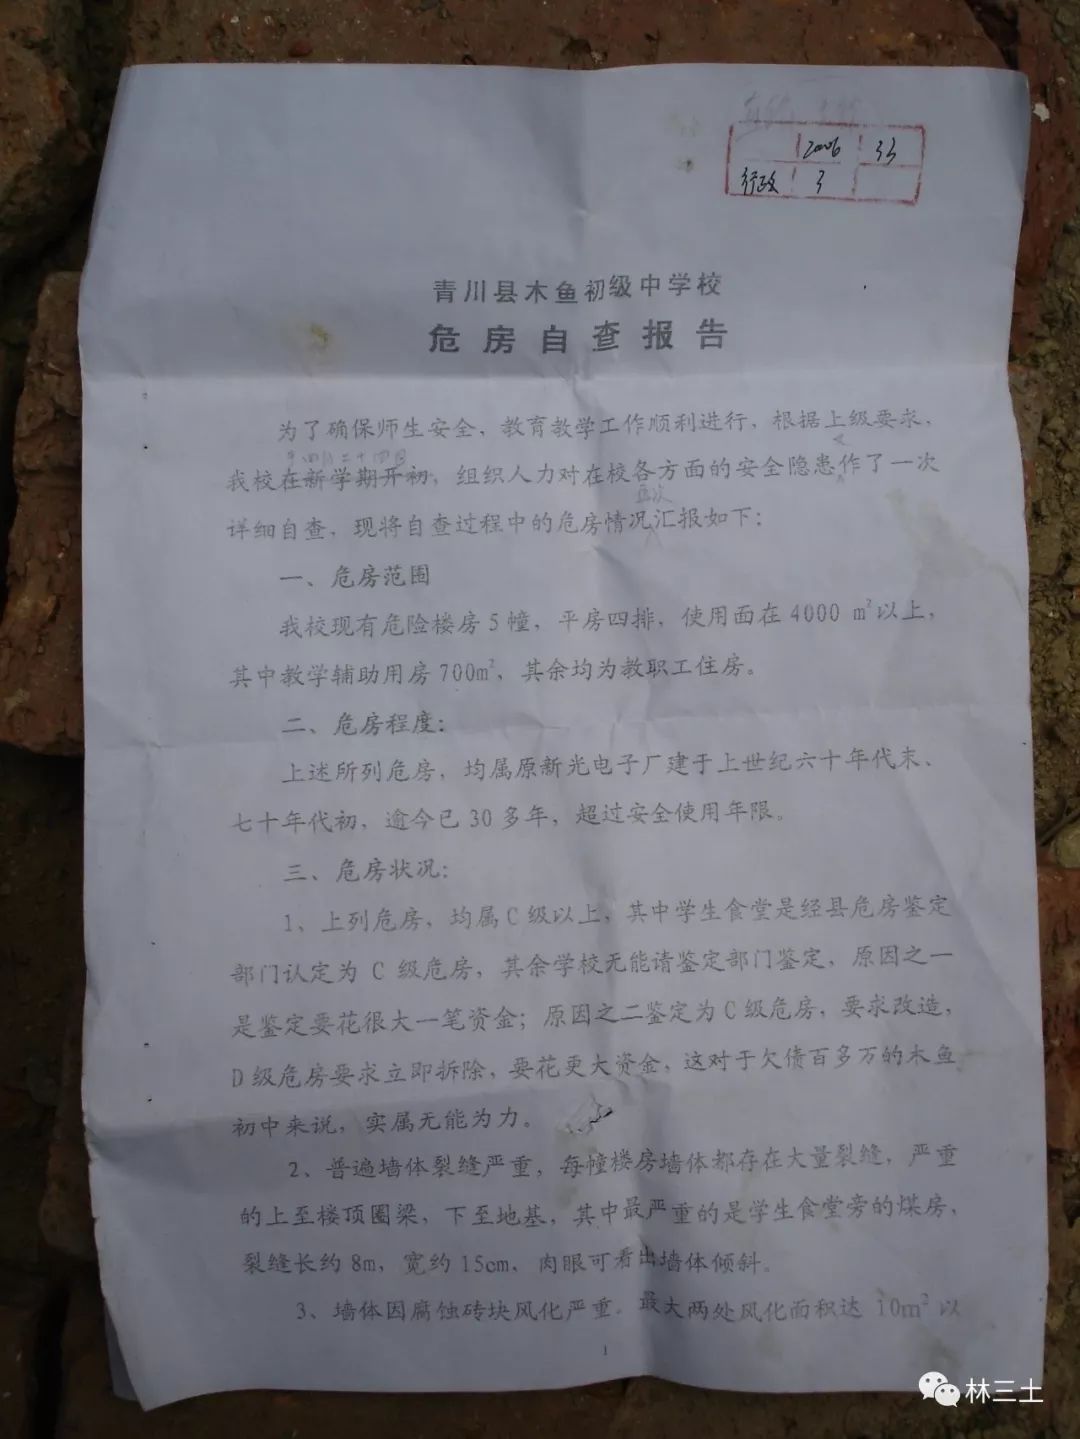 2006 33
行政 3
青川县木鱼初级中学校
危房自查报告
为了确保师生安全，教育教学工作顺利进行，根据上级要求，
年四月二十四日
我校在新学期开初，组织人力对在校各方面的安全隐患作了一次
再次
详细自查，现将自查过程中的危房情况汇报如下：
一、危房范围
我校现有危险楼房5幢，平房四排，使用面在4000 m²以上，
其中教学辅助用房700m²，其余均为教职工住房。
二、危房程度：
上述所列危房，均属原新光电子厂建于上世纪六十年代末、
七十年代初，逾今已30多年，超过安全使用年限。
三、危房状况：
1、上列危房，均属C级以上，其中学生食堂是经县危房鉴定
部门认定为 C 级危房，其余学校无能请鉴定部门鉴定，原因之一
是鉴定要花很大一笔资金；原因之二鉴定为C级危房，要求改造，
D级危房要求立即拆除，要花更大资金，这对于欠债百多万的木鱼
初中来说，实属无能为力。
2、普遍墙体裂缝严重，每幢楼房墙体都存在大量裂缝，严重
的上至楼顶圈梁，下至地基，其中最严重的是学生食堂旁的煤房，
裂缝长约8m，宽约15cm，肉眼可看出墙体倾斜。
3、墙体因腐蚀砖块风化严重，最大两处风化面积达 10m²以
1
林三土